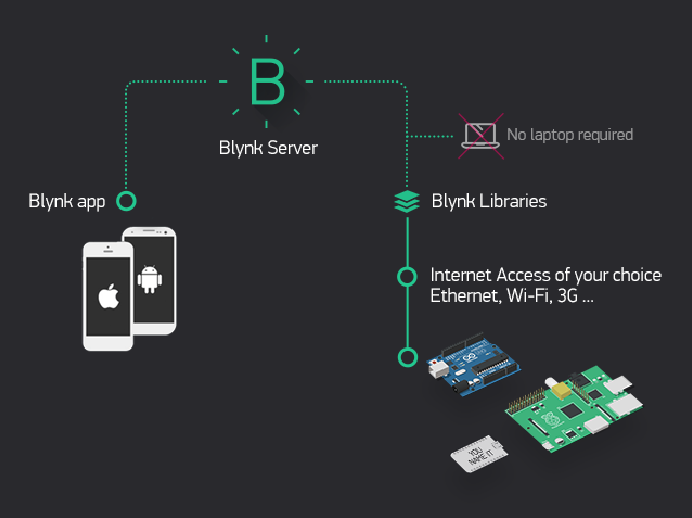 B
Blynk Server
No laptop required
Blynk app
Blynk Libraries
Internet Access of your choice
Ethernet, Wi-Fi, 3G ...
YOU
NAME IT